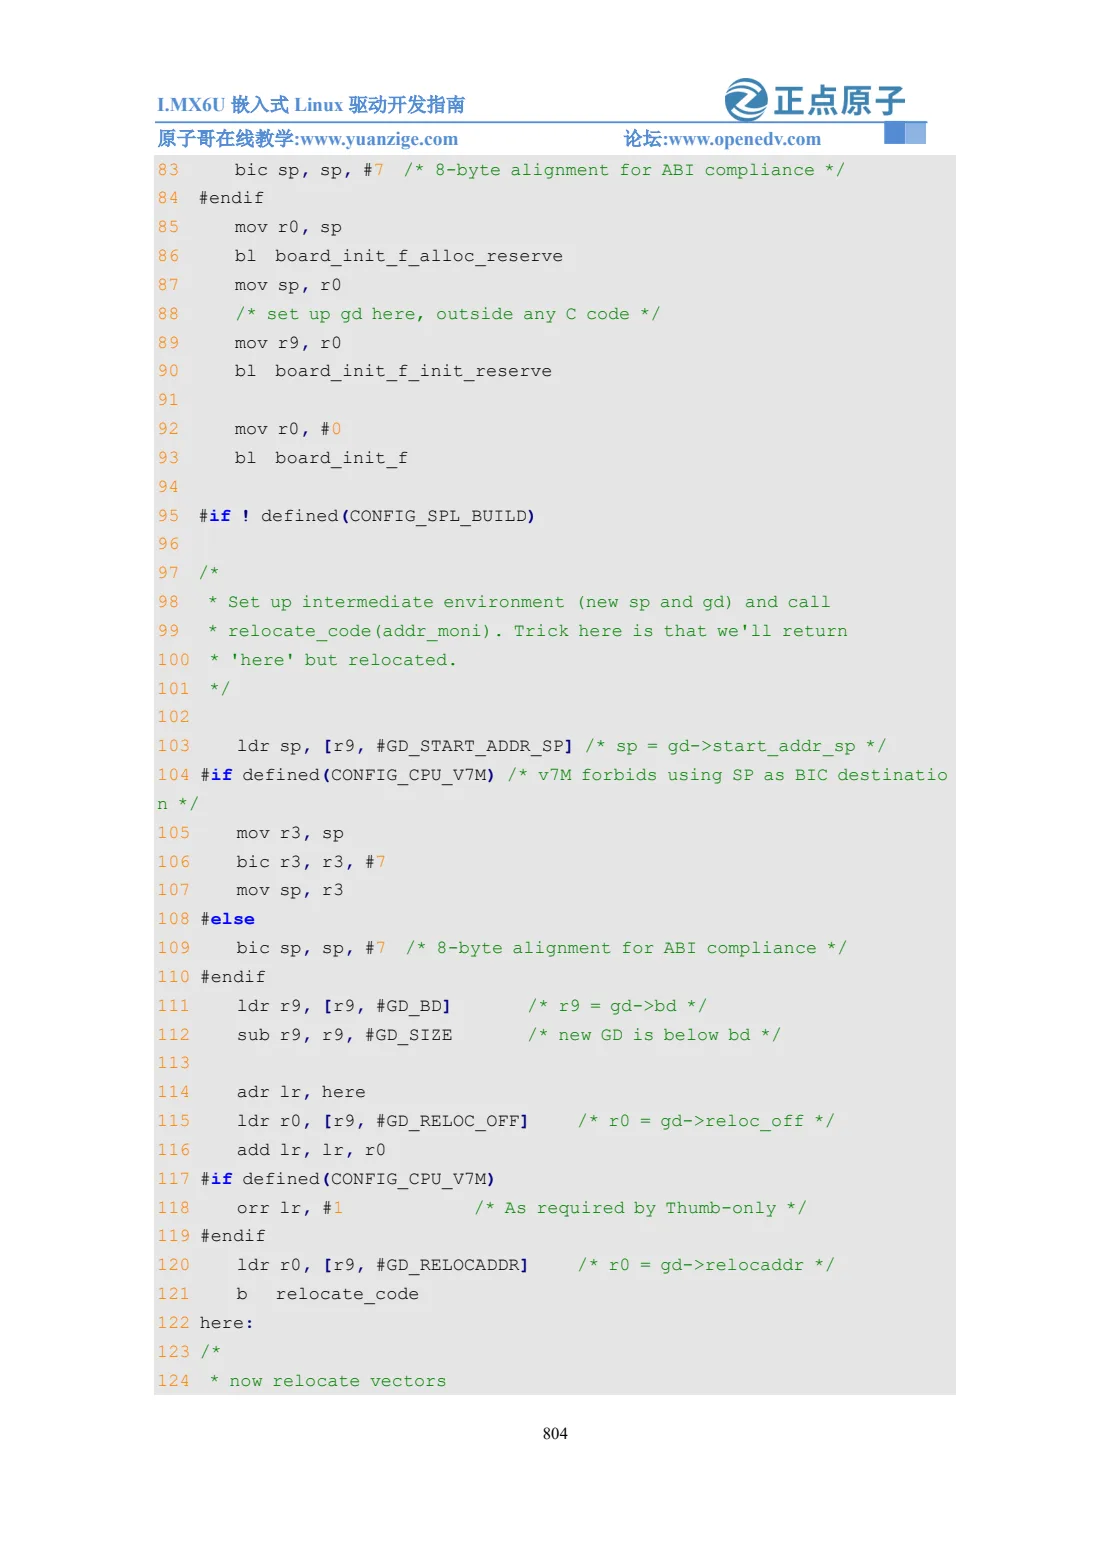 I.MX6U 嵌入式 Linux 驱动开发指南
正点原子
原子哥在线教学:www.yuanzige.com 论坛:www.openedv.com
83 bic sp, sp, #7 /* 8-byte alignment for ABI compliance */
84 #endif
85 mov r0, sp
86 bl board_init_f_alloc_reserve
87 mov sp, r0
88 /* set up gd here, outside any C code */
89 mov r9, r0
90 bl board_init_f_init_reserve
91
92 mov r0, #0
93 bl board_init_f
94
95 #if ! defined(CONFIG_SPL_BUILD)
96
97 /*
98 * Set up intermediate environment (new sp and gd) and call
99 * relocate_code(addr_moni). Trick here is that we'll return
100 * 'here' but relocated.
101 */
102
103 ldr sp, [r9, #GD_START_ADDR_SP] /* sp = gd->start_addr_sp */
104 #if defined(CONFIG_CPU_V7M) /* v7M forbids using SP as BIC destinatio
n */
105 mov r3, sp
106 bic r3, r3, #7
107 mov sp, r3
108 #else
109 bic sp, sp, #7 /* 8-byte alignment for ABI compliance */
110 #endif
111 ldr r9, [r9, #GD_BD] /* r9 = gd->bd */
112 sub r9, r9, #GD_SIZE /* new GD is below bd */
113
114 adr lr, here
115 ldr r0, [r9, #GD_RELOC_OFF] /* r0 = gd->reloc_off */
116 add lr, lr, r0
117 #if defined(CONFIG_CPU_V7M)
118 orr lr, #1 /* As required by Thumb-only */
119 #endif
120 ldr r0, [r9, #GD_RELOCADDR] /* r0 = gd->relocaddr */
121 b relocate_code
122 here:
123 /*
124 * now relocate vectors
804